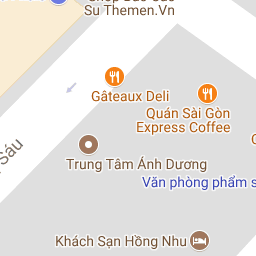 Su Themen.Vn
Gâteaux Deli
Quán Sài Gòn
Express Coffee
Sáu
Trung Tâm Ánh Dương
Văn phòng phẩm s
Khách Sạn Hồng Nhu